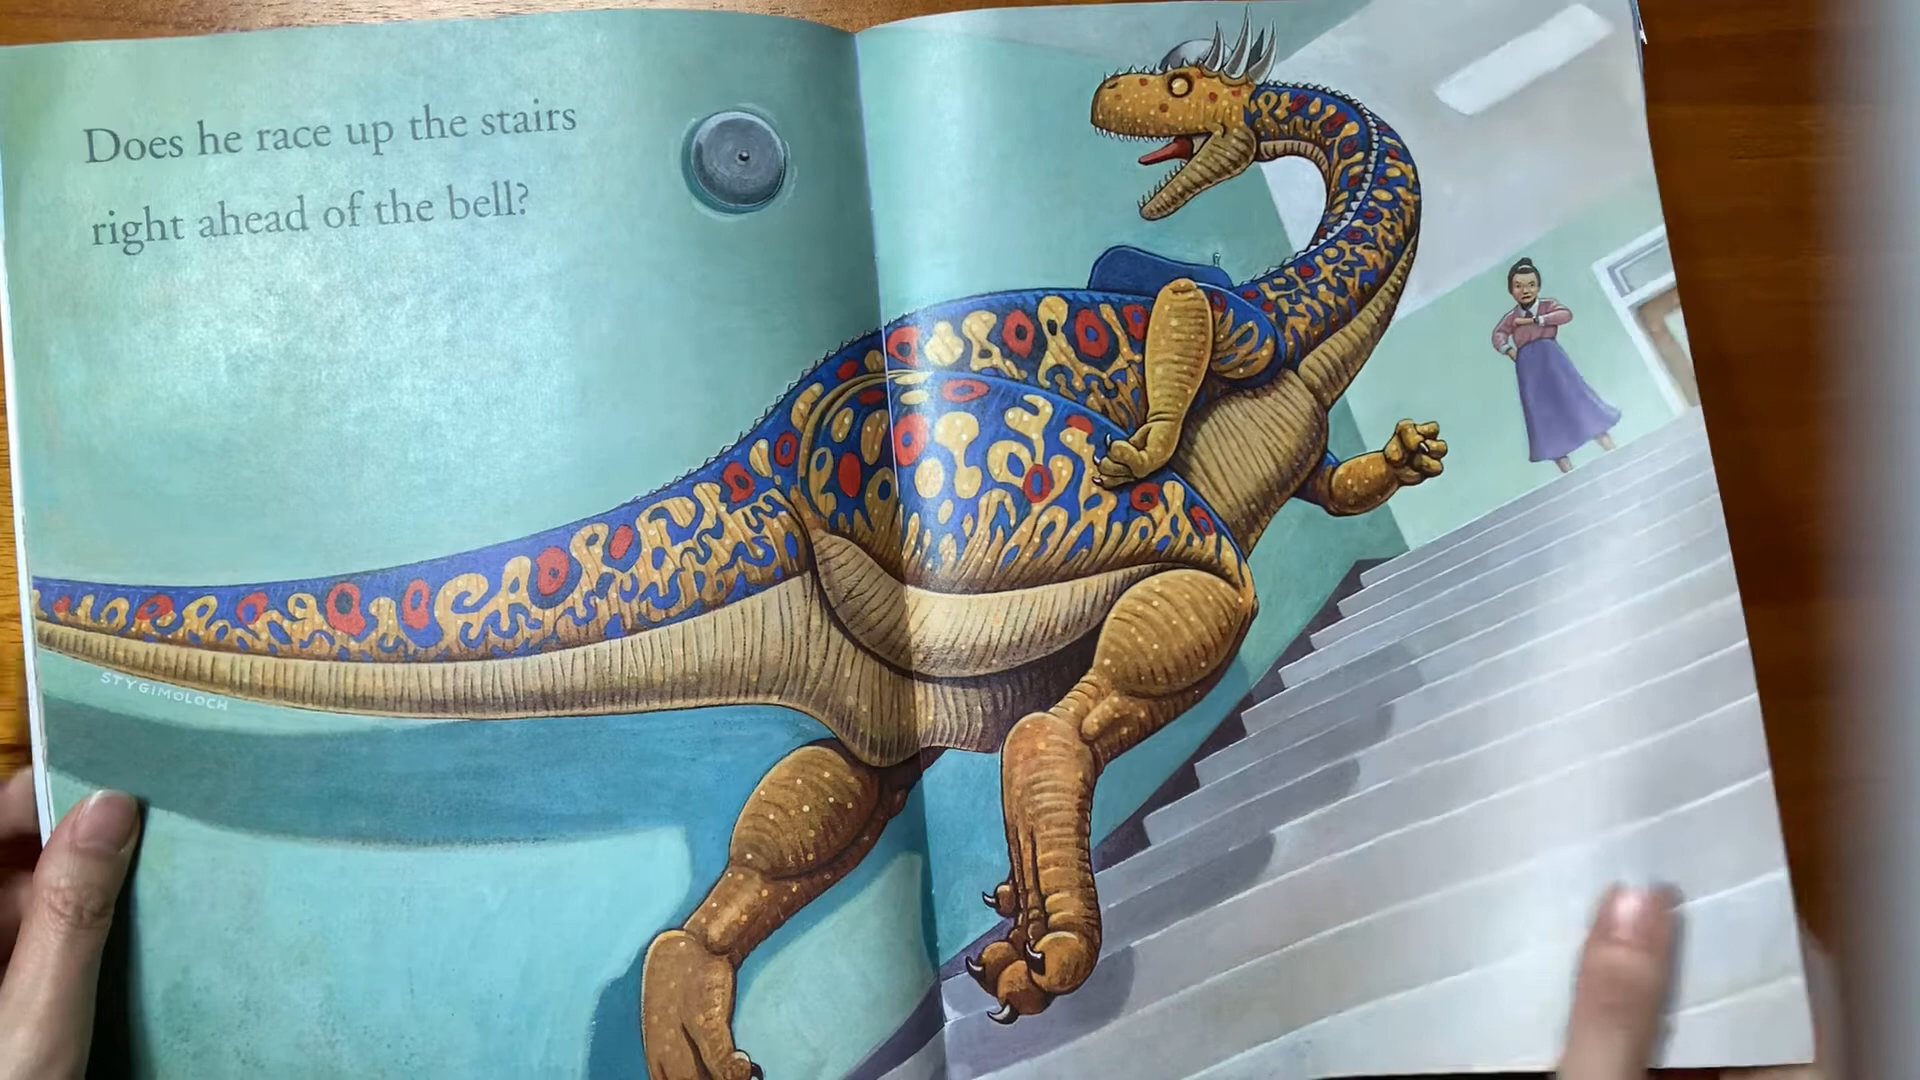 Does he race up the stairs
right ahead of the bell?
STYGIMOLOCH